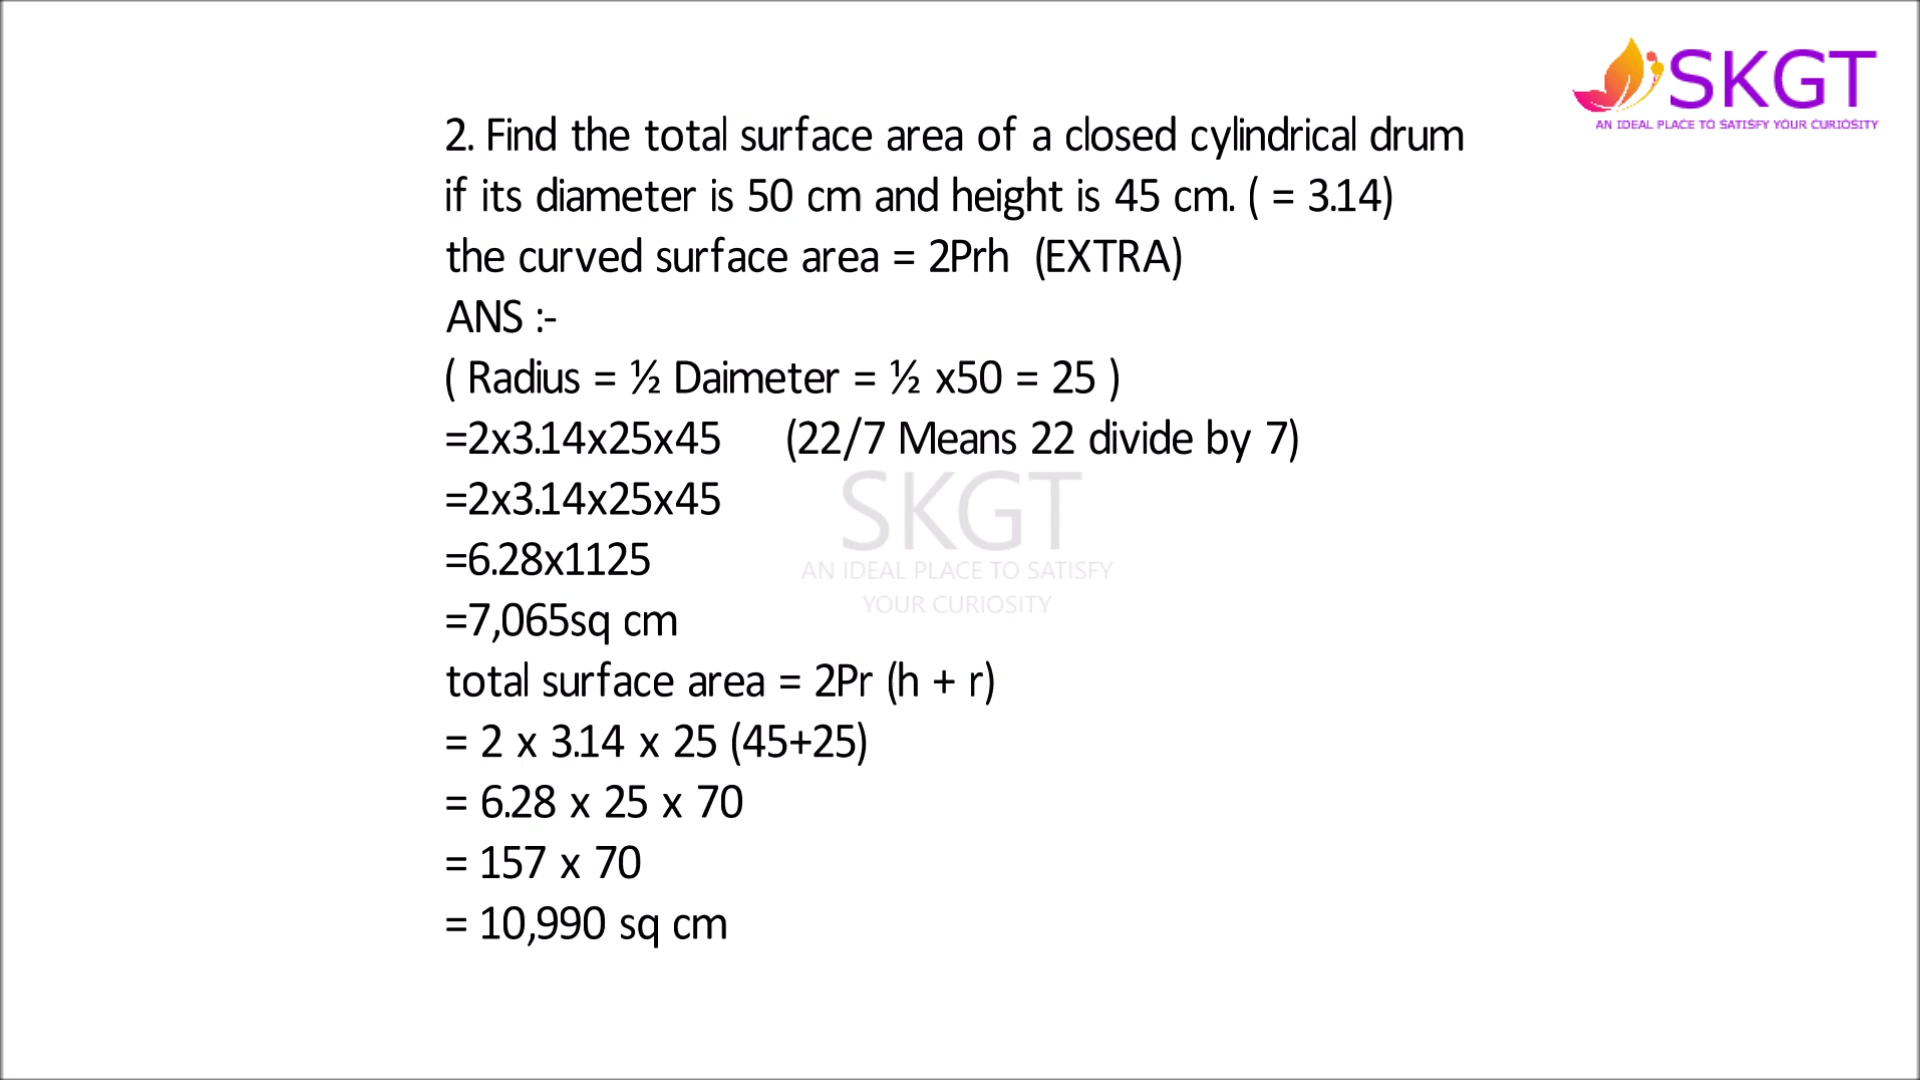 SKGT
AN IDEAL PLACE TO SATISFY YOUR CURIOSITY
2. Find the total surface area of a closed cylindrical drum
if its diameter is 50 cm and height is 45 cm. ( = 3.14)
the curved surface area = 2Prh (EXTRA)
ANS :-
( Radius = ½ Daimeter = ½ x50 = 25 )
=2x3.14x25x45 (22/7 Means 22 divide by 7)
=2x3.14x25x45
=6.28x1125
=7,065sq cm
SKGT
AN IDEAL PLACE TO SATISFY
YOUR CURIOSITY
total surface area = 2Pr (h + r)
= 2 x 3.14 x 25 (45+25)
= 6.28 x 25 x 70
= 157 x 70
= 10,990 sq cm